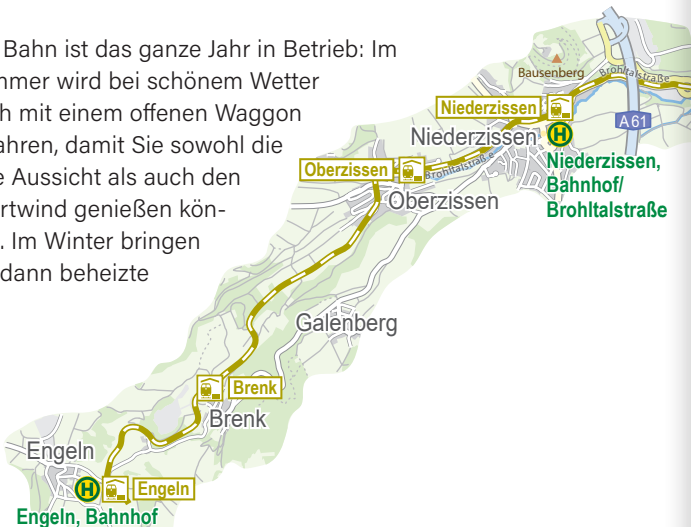 Bahn ist das ganze Jahr in Betrieb: Im
mmer wird bei schönem Wetter
h mit einem offenen Waggon
ahren, damit Sie sowohl die
e Aussicht als auch den
rtwind genießen kön-
. Im Winter bringen
dann beheizte
Bausenberg
Brohltalstraße
Niederzissen
A 61
Niederzissen
H
Niederzissen,
Bahnhof/
Brohltalstraße
Oberzissen
Brohltalstraße
Oberzissen
Galenberg
Brenk
Brenk
Engeln
H
Engeln
Engeln, Bahnhof